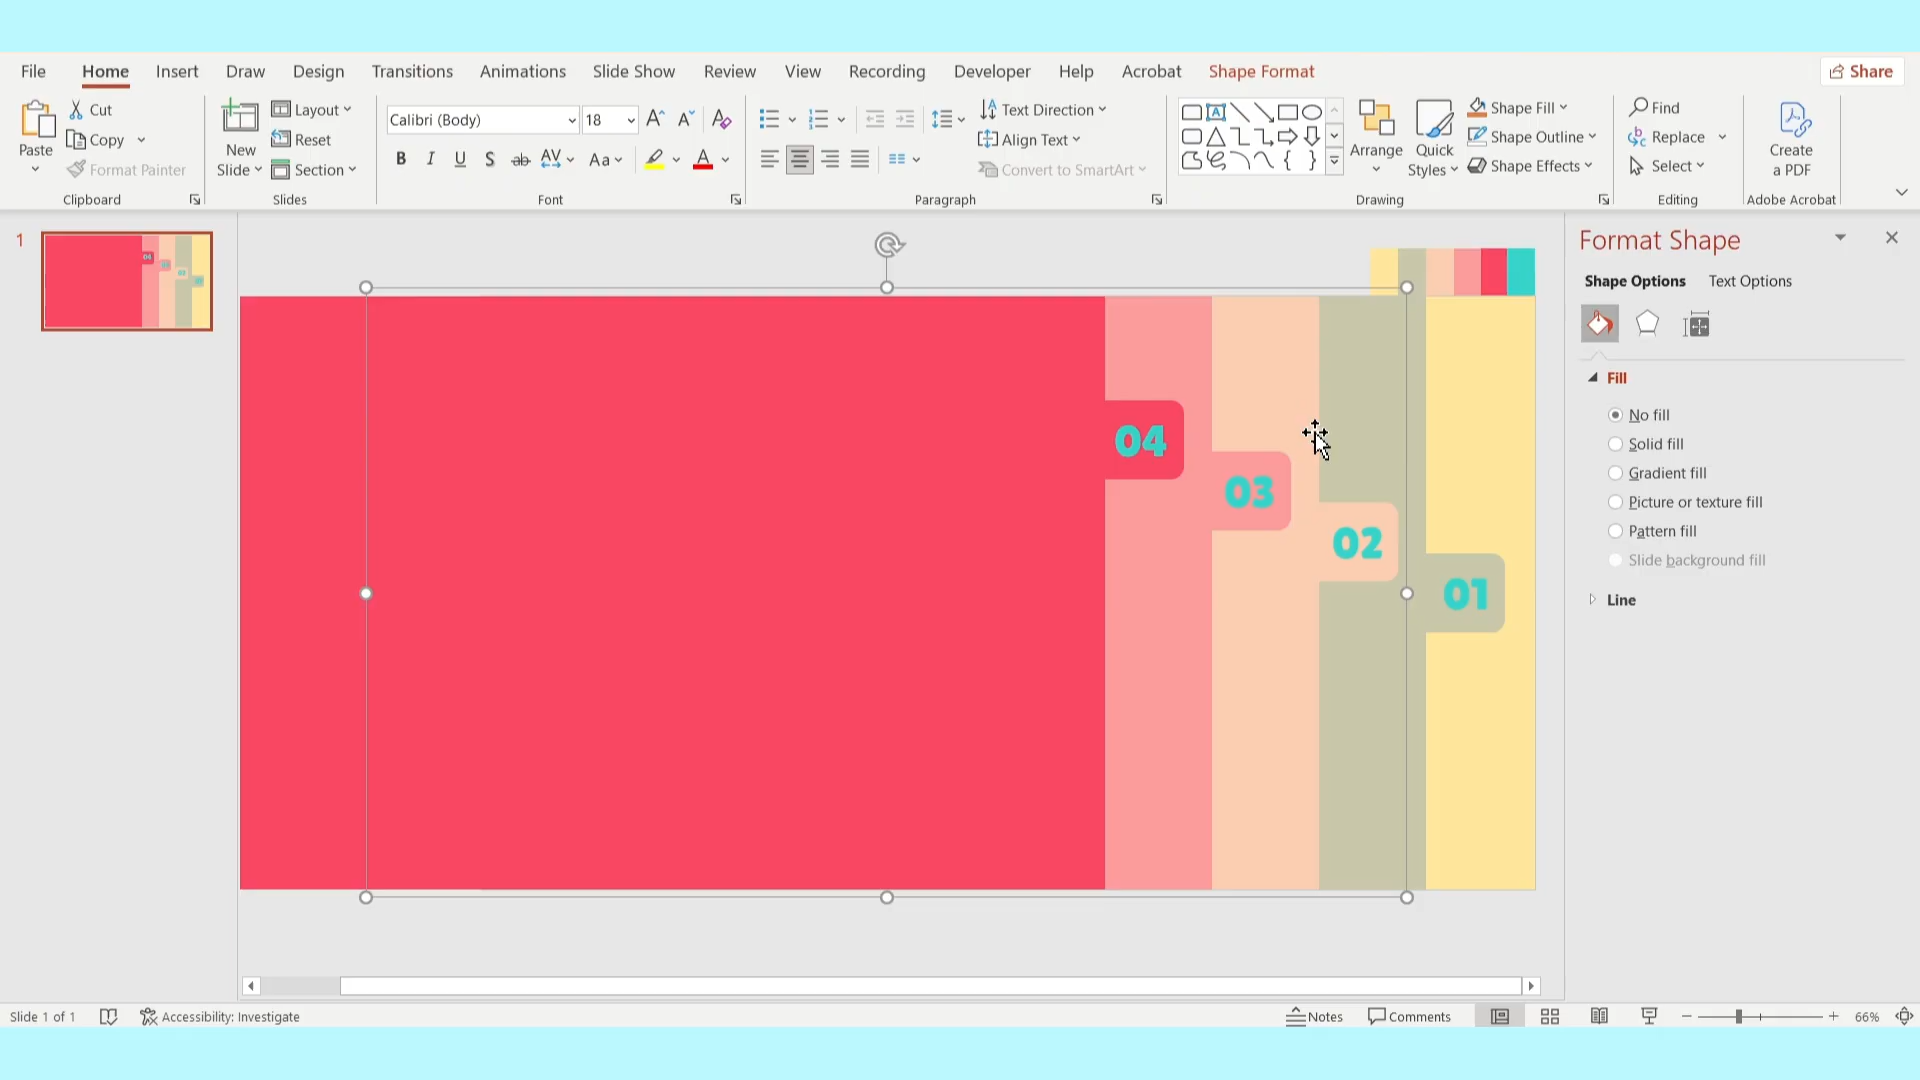 File Home Insert Draw Design Transitions Animations Slide Show Review View Recording Developer Help Acrobat Shape Format Share
Paste
Cut
Copy
Format Painter
Clipboard
New
Slide
Layout
Reset
Section
Slides
Calibri (Body) 18
B I U S ab AV Aa A
Font
Text Direction
Align Text
Convert to SmartArt
Paragraph
Arrange
Quick
Styles
Shape Fill
Shape Outline
Shape Effects
Drawing
Find
Replace
Select
Editing
Create
a PDF
Adobe Acrobat
1
04
03
02
01
Format Shape
Shape Options Text Options
Fill
No fill
Solid fill
Gradient fill
Picture or texture fill
Pattern fill
Slide background fill
Line
Slide 1 of 1 Accessibility: Investigate Notes Comments 66%